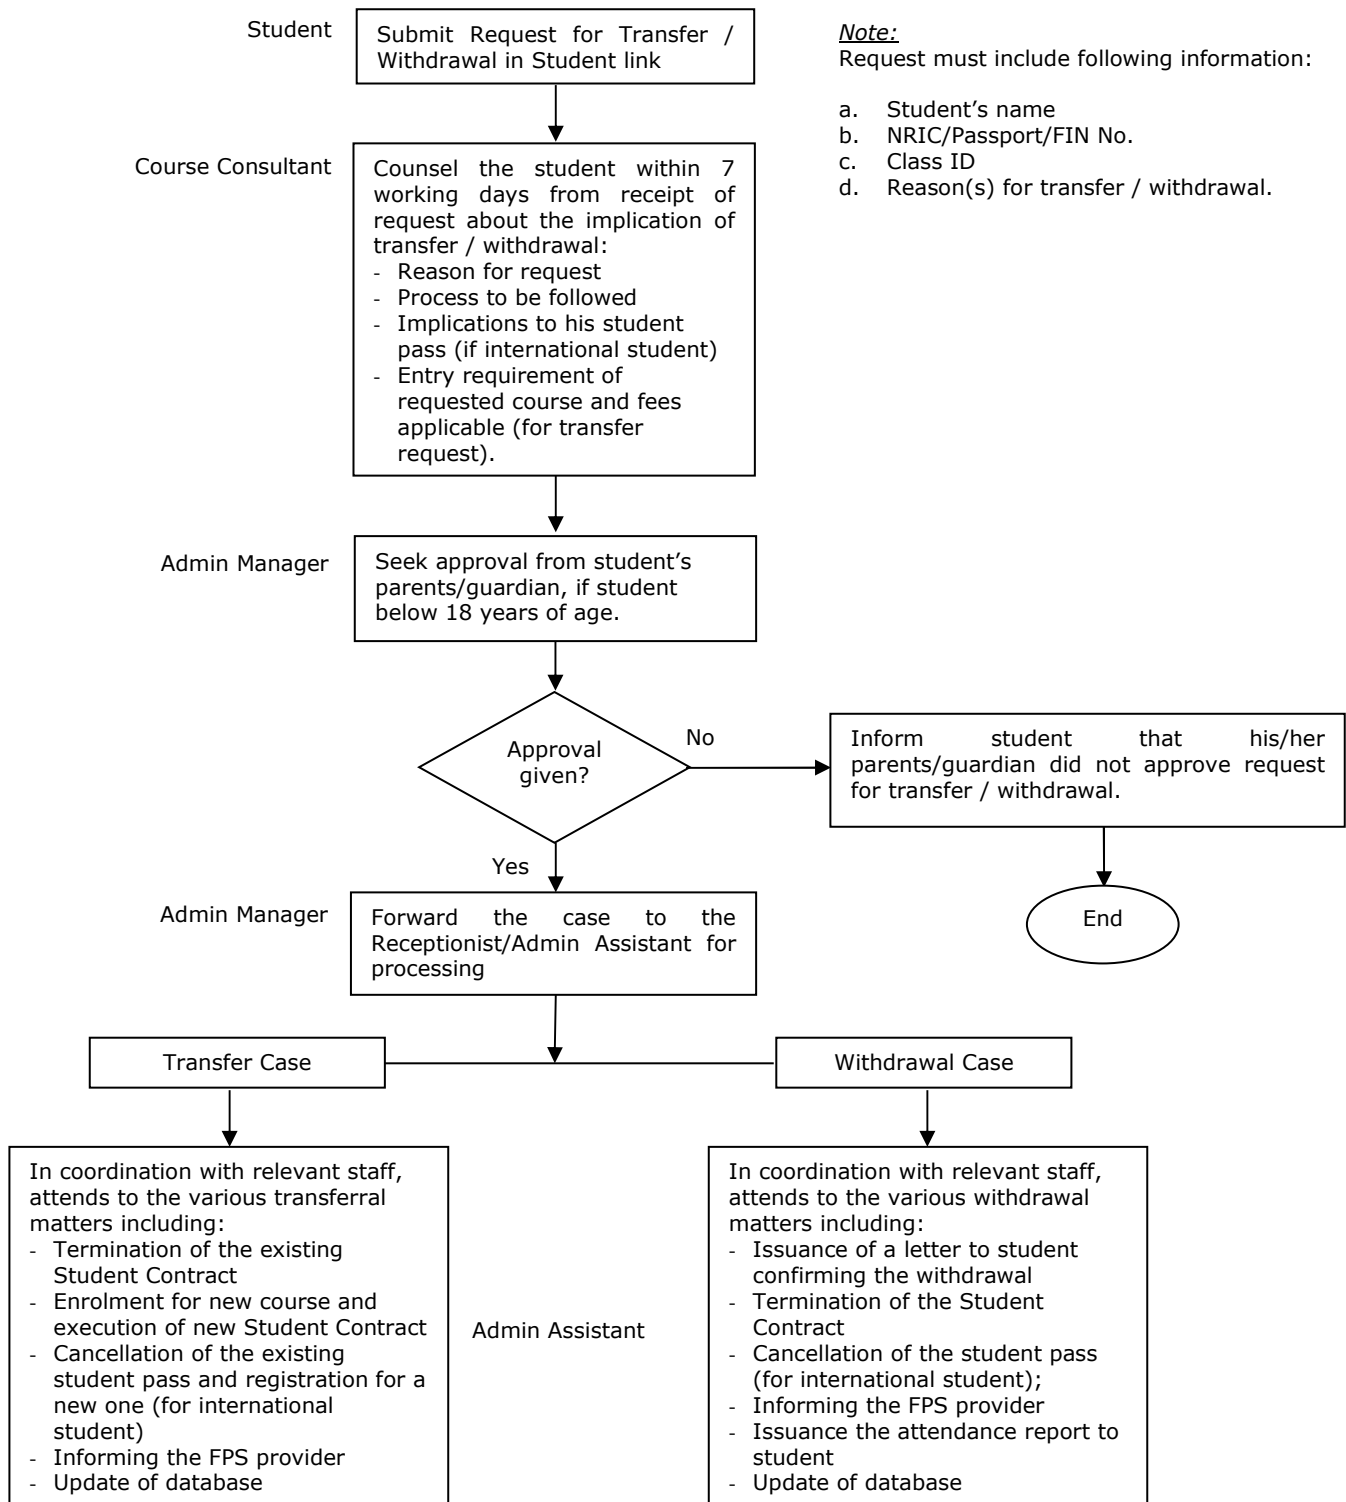 Student
Submit Request for Transfer /
Withdrawal in Student link
Note:
Request must include following information:
a. Student’s name
b. NRIC/Passport/FIN No.
c. Class ID
d. Reason(s) for transfer / withdrawal.
Course Consultant
Counsel the student within 7
working days from receipt of
request about the implication of
transfer / withdrawal:
- Reason for request
- Process to be followed
- Implications to his student
pass (if international student)
- Entry requirement of
requested course and fees
applicable (for transfer
request).
Admin Manager
Seek approval from student’s
parents/guardian, if student
below 18 years of age.
Approval
given?
No
Inform student that his/her
parents/guardian did not approve request
for transfer / withdrawal.
End
Yes
Admin Manager
Forward the case to the
Receptionist/Admin Assistant for
processing
Transfer Case
Withdrawal Case
In coordination with relevant staff,
attends to the various transferral
matters including:
- Termination of the existing
Student Contract
- Enrolment for new course and
execution of new Student Contract
- Cancellation of the existing
student pass and registration for a
new one (for international
student)
- Informing the FPS provider
- Update of database
Admin Assistant
In coordination with relevant staff,
attends to the various withdrawal
matters including:
- Issuance of a letter to student
confirming the withdrawal
- Termination of the Student
Contract
- Cancellation of the student pass
(for international student);
- Informing the FPS provider
- Issuance the attendance report to
student
- Update of database